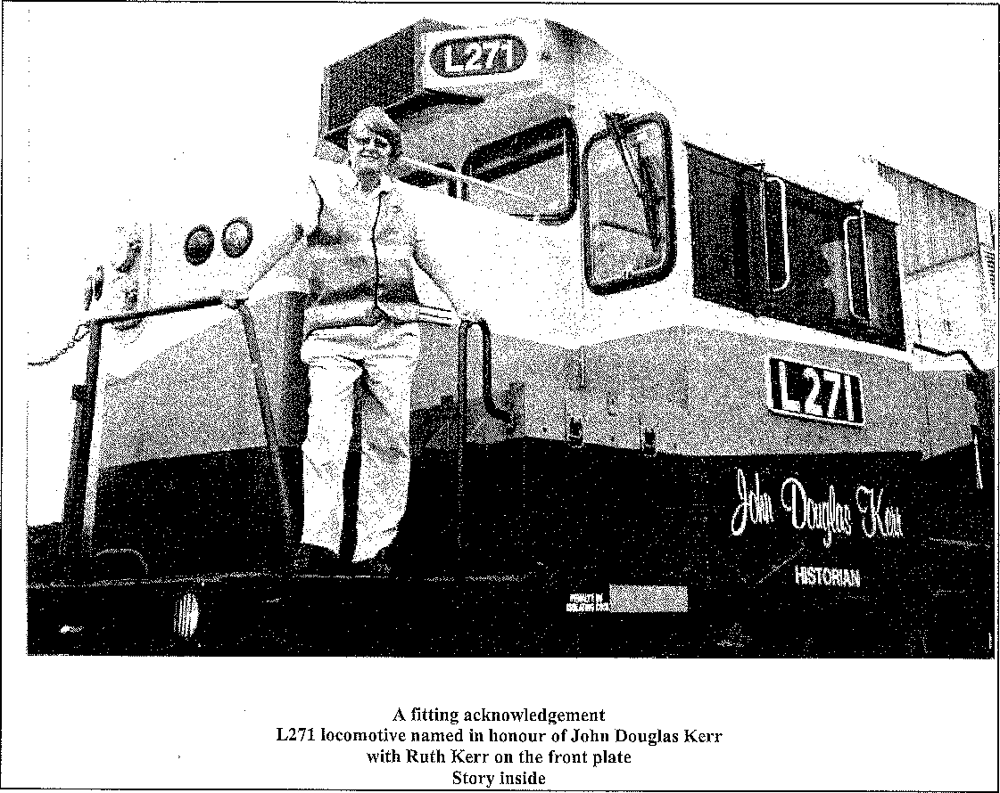 L271
L271
John Douglas Kerr
HISTORIAN
A fitting acknowledgement
L271 locomotive named in honour of John Douglas Kerr
with Ruth Kerr on the front plate
Story inside